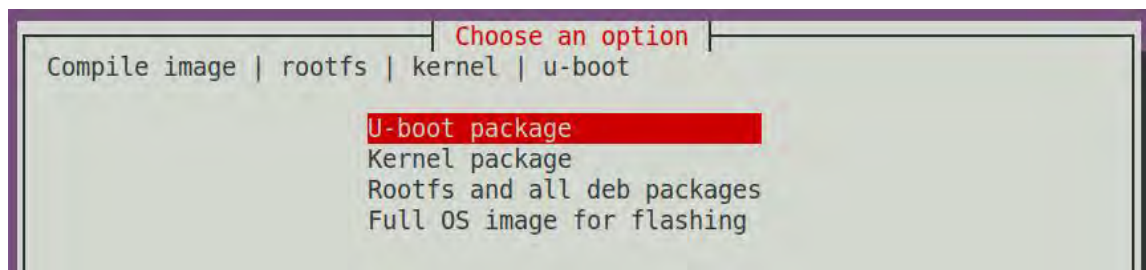 Choose an option
Compile image | rootfs | kernel | u-boot
U-boot package
Kernel package
Rootfs and all deb packages
Full OS image for flashing